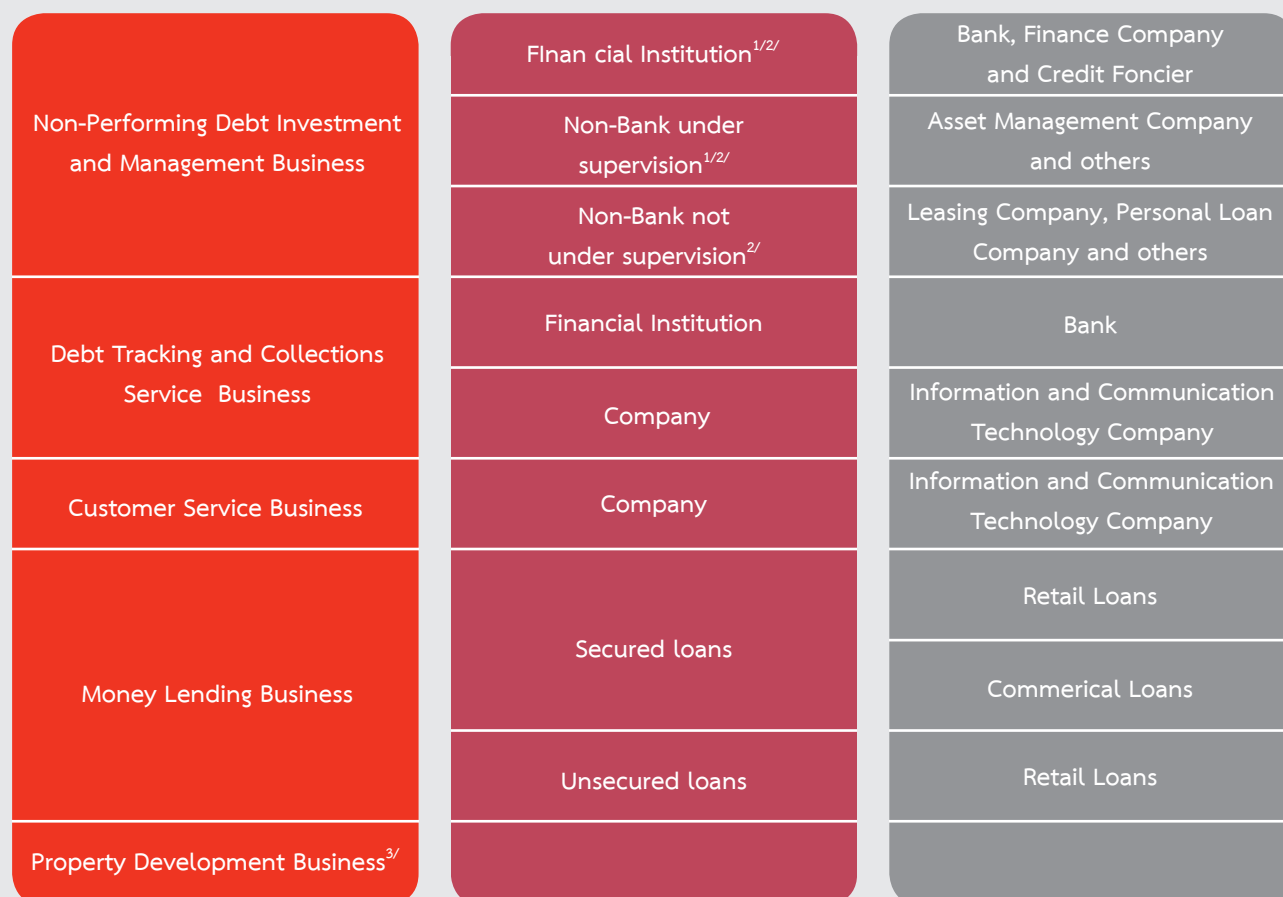 Non-Performing Debt Investment
and Management Business
FInan cial Institution1/2/
Bank, Finance Company
and Credit Foncier
Non-Bank under
supervision1/2/
Asset Management Company
and others
Non-Bank not
under supervision2/
Leasing Company, Personal Loan
Company and others
Debt Tracking and Collections
Service Business
Financial Institution
Bank
Company
Information and Communication
Technology Company
Customer Service Business
Company
Information and Communication
Technology Company
Money Lending Business
Secured loans
Retail Loans
Commerical Loans
Unsecured loans
Retail Loans
Property Development Business3/